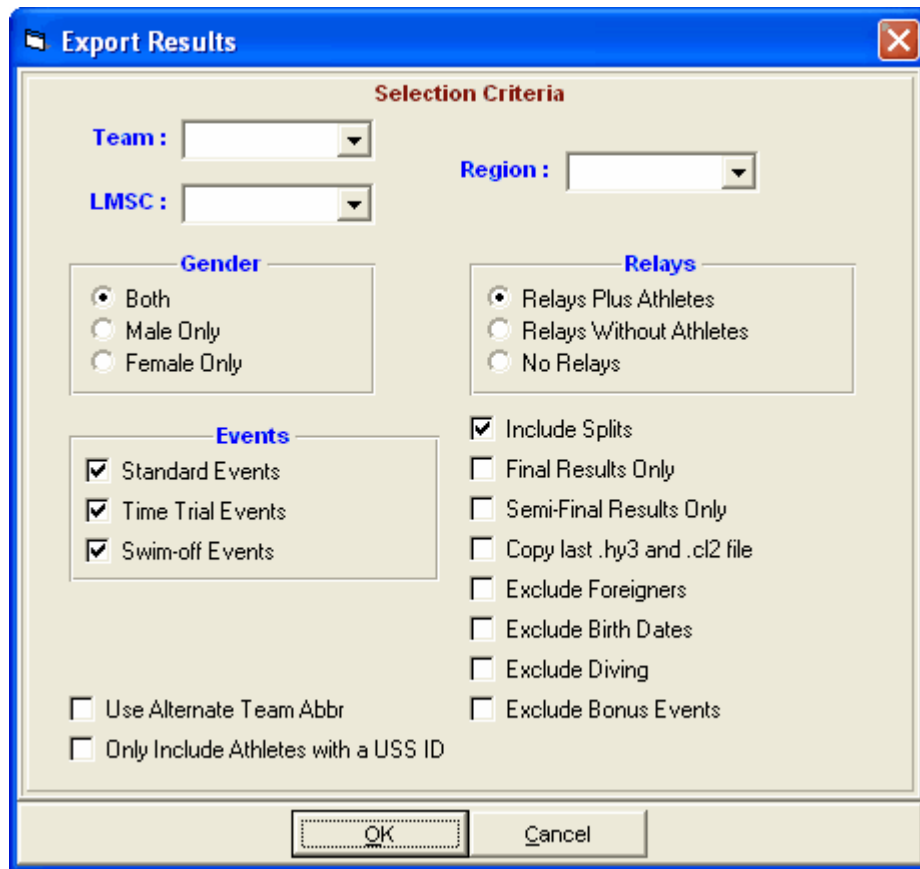 Export Results
Selection Criteria
Team :
Region :
LMSC :
Gender
Both
Male Only
Female Only
Relays
Relays Plus Athletes
Relays Without Athletes
No Relays
Events
Standard Events
Time Trial Events
Swim-off Events
Include Splits
Final Results Only
Semi-Final Results Only
Copy last .hy3 and .cl2 file
Exclude Foreigners
Exclude Birth Dates
Exclude Diving
Exclude Bonus Events
Use Alternate Team Abbr
Only Include Athletes with a USS ID
OK
Cancel